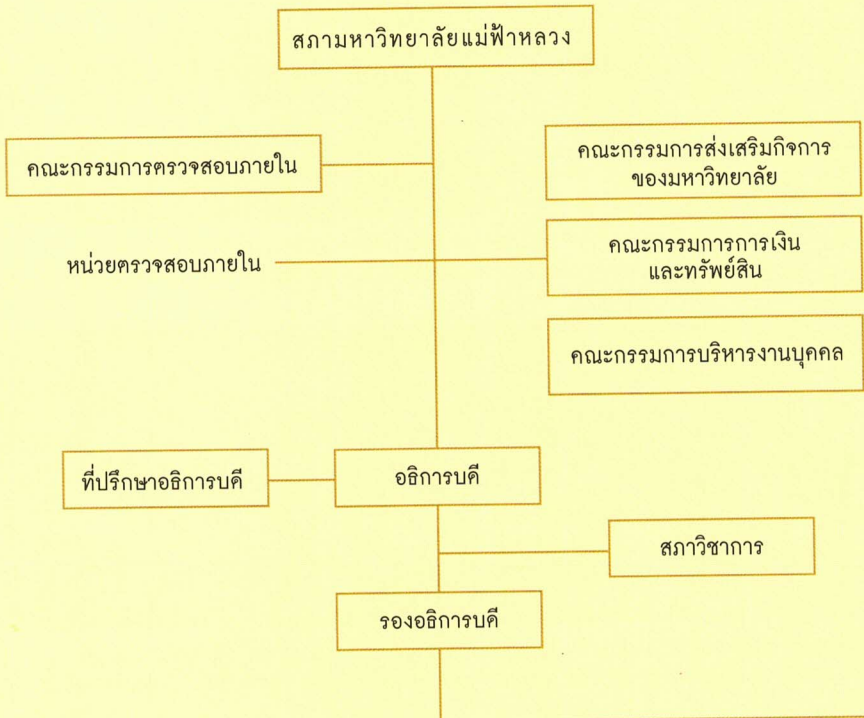 สภามหาวิทยาลัยแม่ฟ้าหลวง
คณะกรรมการตรวจสอบภายใน
คณะกรรมการส่งเสริมกิจการ
ของมหาวิทยาลัย
หน่วยตรวจสอบภายใน
คณะกรรมการการเงิน
และทรัพย์สิน
คณะกรรมการบริหารงานบุคคล
ที่ปรึกษาอธิการบดี
อธิการบดี
สภาวิชาการ
รองอธิการบดี